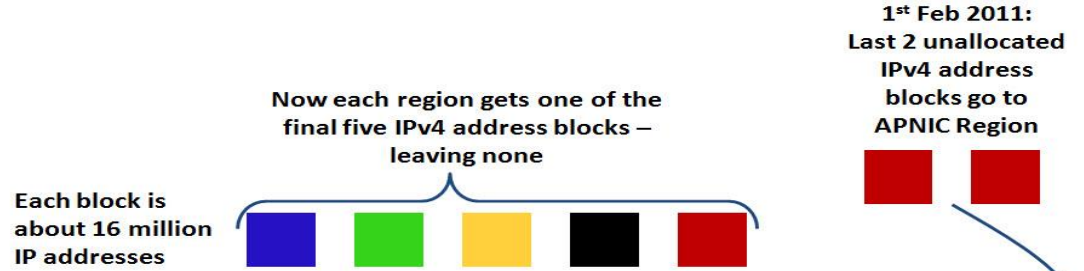 1st Feb 2011:
Last 2 unallocated
IPv4 address
blocks go to
APNIC Region
Now each region gets one of the
final five IPv4 address blocks –
leaving none
Each block is
about 16 million
IP addresses